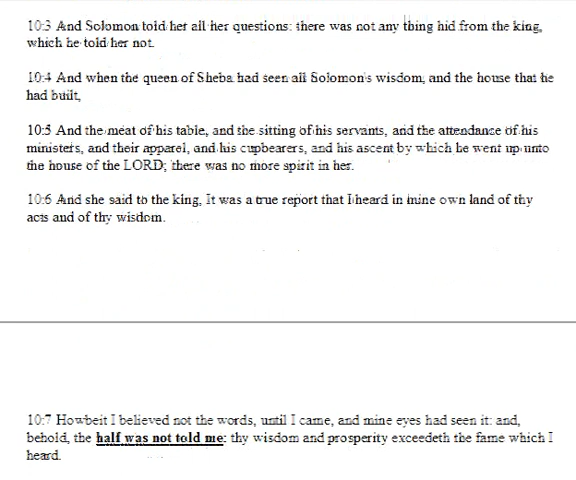 10:3 And Solomon told her all her questions: there was not any thing hid from the king,
which he told her not.
10:4 And when the queen of Sheba had seen all Solomon's wisdom, and the house that he
had built,
10:5 And the meat of his table, and the sitting of his servants, and the attendance of his
ministers, and their apparel, and his cupbearers, and his ascent by which he went up unto
the house of the LORD; there was no more spirit in her.
10:6 And she said to the king, It was a true report that I heard in mine own land of thy
acts and of thy wisdom.
10:7 Howbeit I believed not the words, until I came, and mine eyes had seen it: and,
behold, the half was not told me: thy wisdom and prosperity exceedeth the fame which I
heard.